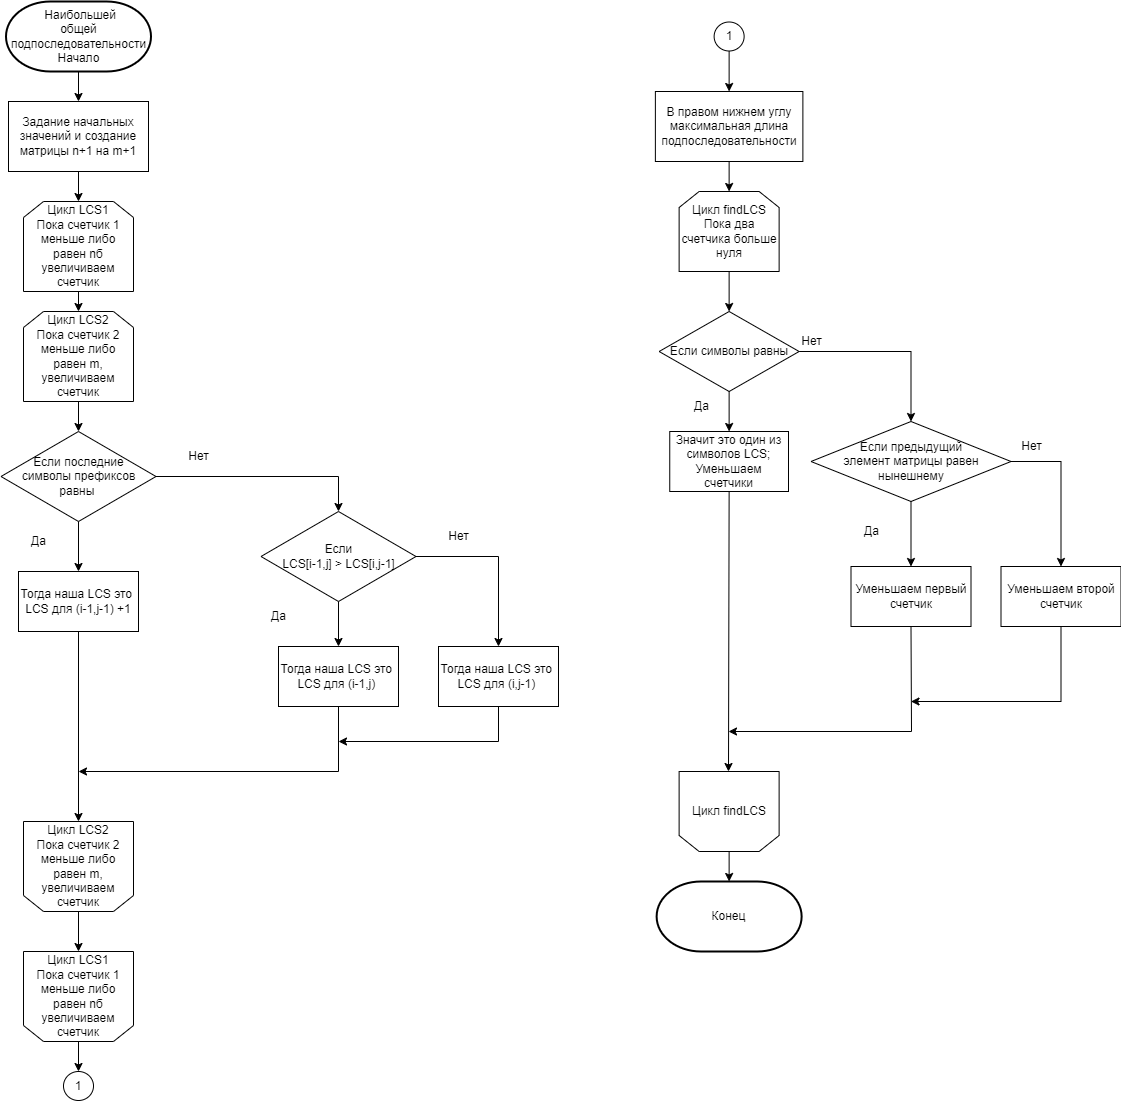 Наибольшей
общей
подпоследовательности
Начало
Задание начальных
значений и создание
матрицы n+1 на m+1
Цикл LCS1
Пока счетчик 1
меньше либо
равен nб
увеличиваем
счетчик
Цикл LCS2
Пока счетчик 2
меньше либо
равен m,
увеличиваем
счетчик
Если последние
символы префиксов
равны
Нет
Да
Если
LCS[i-1,j] > LCS[i,j-1]
Нет
Да
Тогда наша LCS это
LCS для (i-1,j-1) +1
Тогда наша LCS это
LCS для (i-1,j)
Тогда наша LCS это
LCS для (i,j-1)
Цикл LCS2
Пока счетчик 2
меньше либо
равен m,
увеличиваем
счетчик
Цикл LCS1
Пока счетчик 1
меньше либо
равен nб
увеличиваем
счетчик
1
1
В правом нижнем углу
максимальная длина
подпоследовательности
Цикл findLCS
Пока два
счетчика больше
нуля
Если символы равны
Нет
Да
Значит это один из
символов LCS;
Уменьшаем
счетчики
Если предыдущий
элемент матрицы равен
нынешнему
Нет
Да
Уменьшаем первый
счетчик
Уменьшаем второй
счетчик
Цикл findLCS
Конец